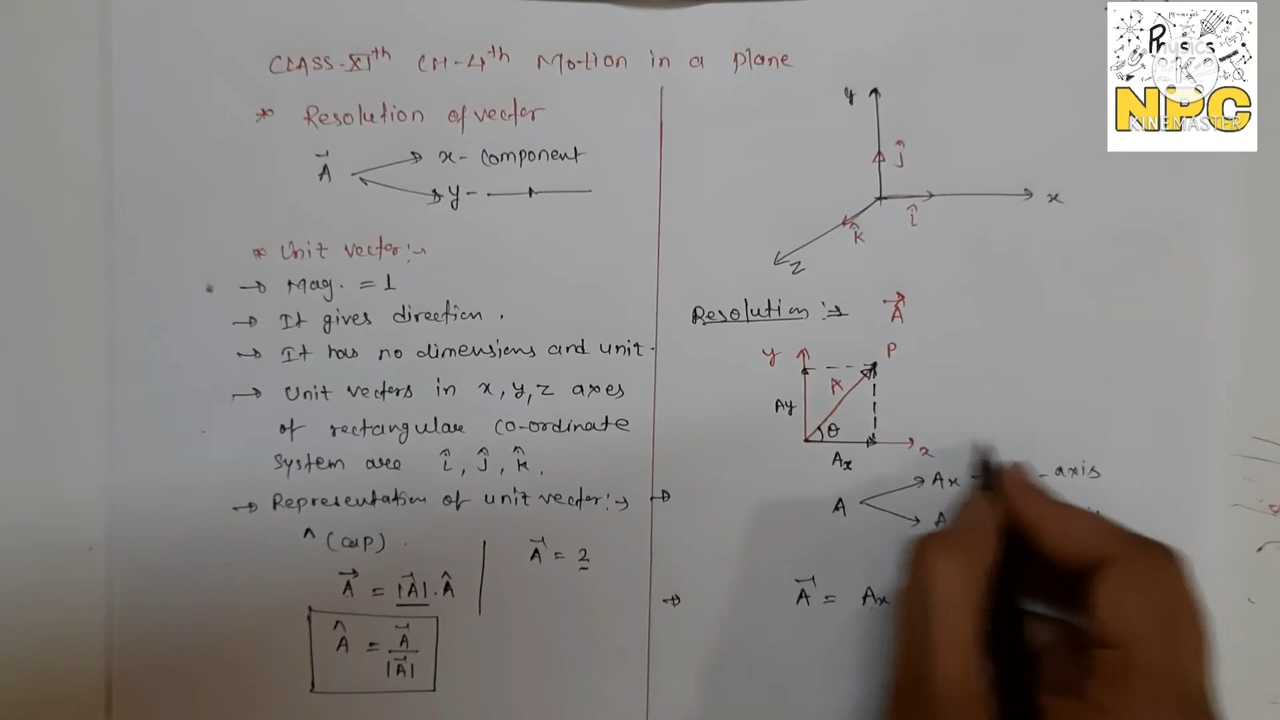 CLASS-XIth CH-4th Motion in a plane
* Resolution of vector
A⃗
x- component
y-
* Unit vector:-
→ Mag. = 1
→ It gives direction.
→ It has no dimensions and unit.
→ Unit vectors in x, y, z axes
of rectangular co-ordinate
system are î, ĵ, k̂.
→ Representation of unit vector:→
^ (cap)
A⃗ = |A⃗|. Â
 = A⃗ / |A⃗|
A⃗ = 2
y
ĵ
x
î
k̂
z
Resolution :→ A⃗
y
P
A
Ay
θ
x
Ax
→
A
Ax
-axis
→ A⃗ = Ax
Physics
OK
NPC
KINEMASTER